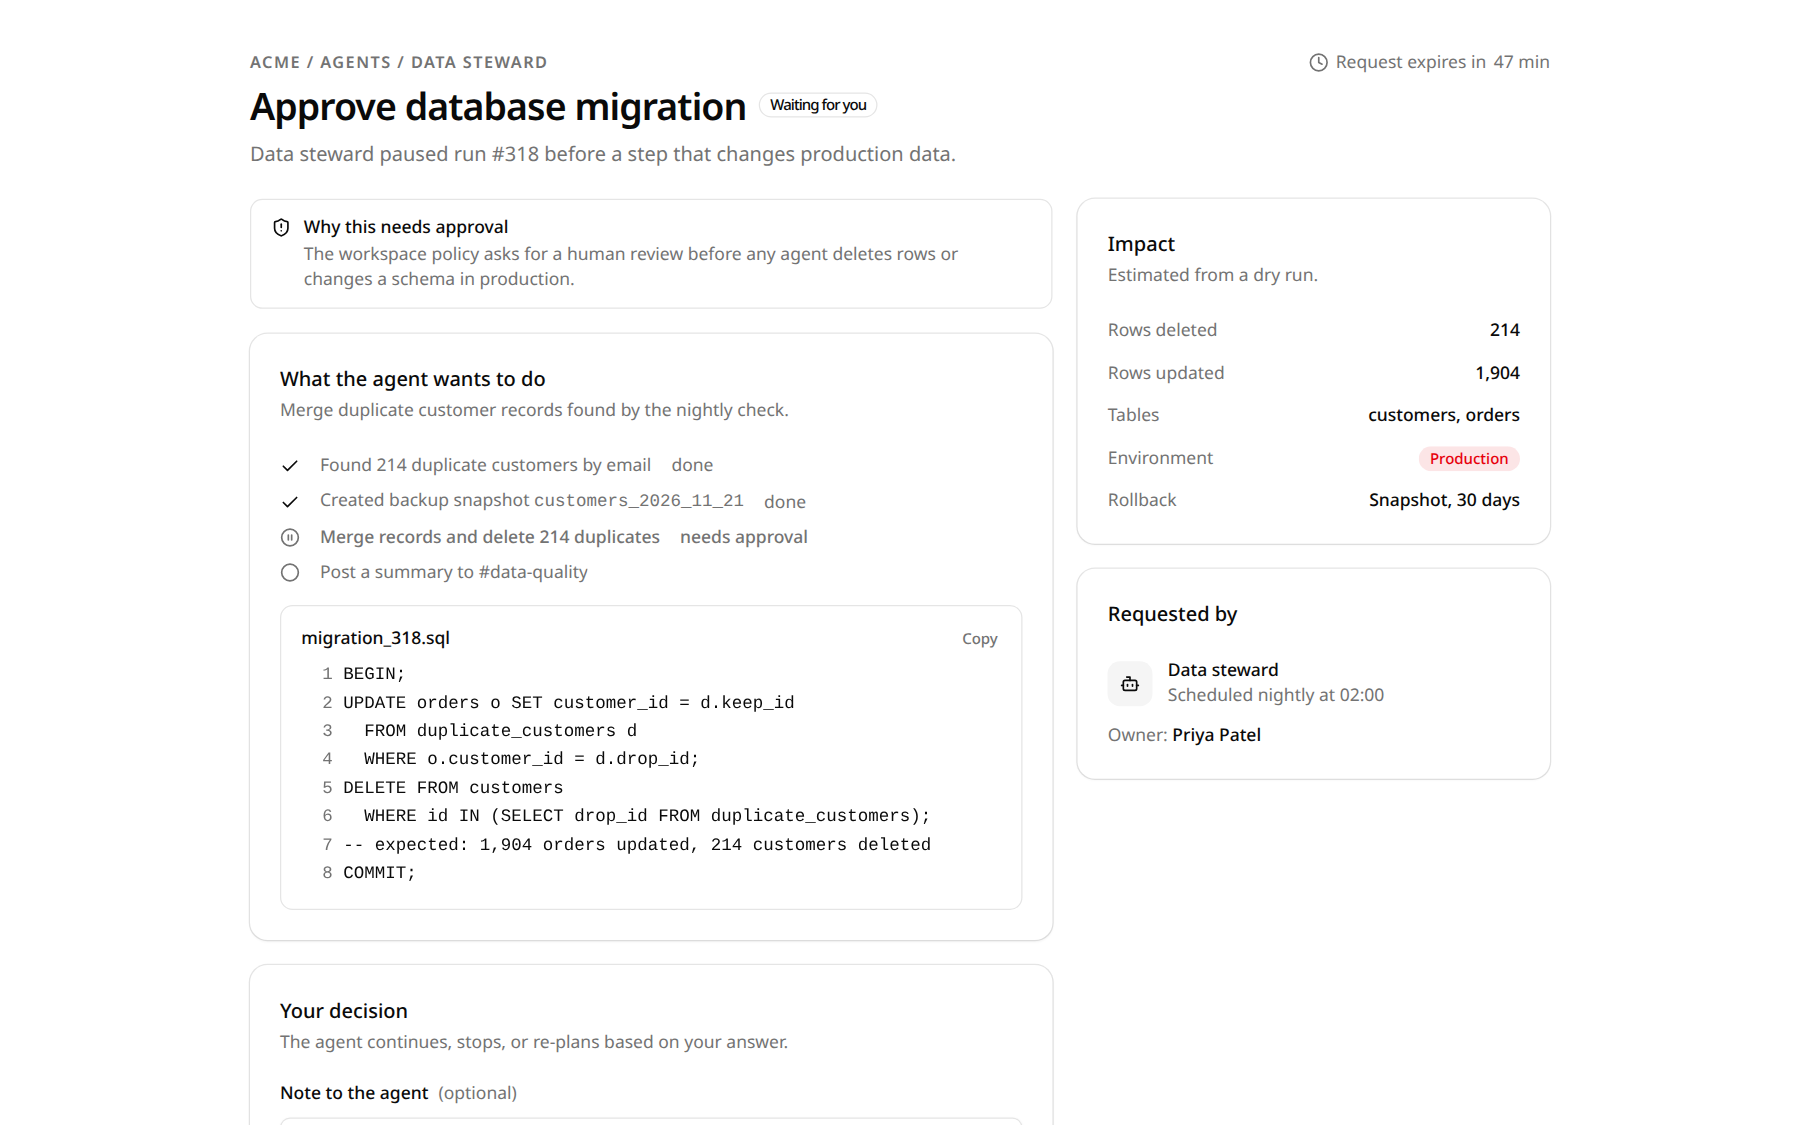 ACME / AGENTS / DATA STEWARD
Request expires in 47 min
Approve database migration
Waiting for you
Data steward paused run #318 before a step that changes production data.
Why this needs approval
The workspace policy asks for a human review before any agent deletes rows or
changes a schema in production.
What the agent wants to do
Merge duplicate customer records found by the nightly check.
Found 214 duplicate customers by email done
Created backup snapshot customers_2026_11_21 done
Merge records and delete 214 duplicates needs approval
Post a summary to #data-quality
migration_318.sql
Copy
1 BEGIN;
2 UPDATE orders o SET customer_id = d.keep_id
3   FROM duplicate_customers d
4   WHERE o.customer_id = d.drop_id;
5 DELETE FROM customers
6   WHERE id IN (SELECT drop_id FROM duplicate_customers);
7 -- expected: 1,904 orders updated, 214 customers deleted
8 COMMIT;
Your decision
The agent continues, stops, or re-plans based on your answer.
Note to the agent (optional)
Impact
Estimated from a dry run.
Rows deleted 214
Rows updated 1,904
Tables customers, orders
Environment Production
Rollback Snapshot, 30 days
Requested by
Data steward
Scheduled nightly at 02:00
Owner: Priya Patel